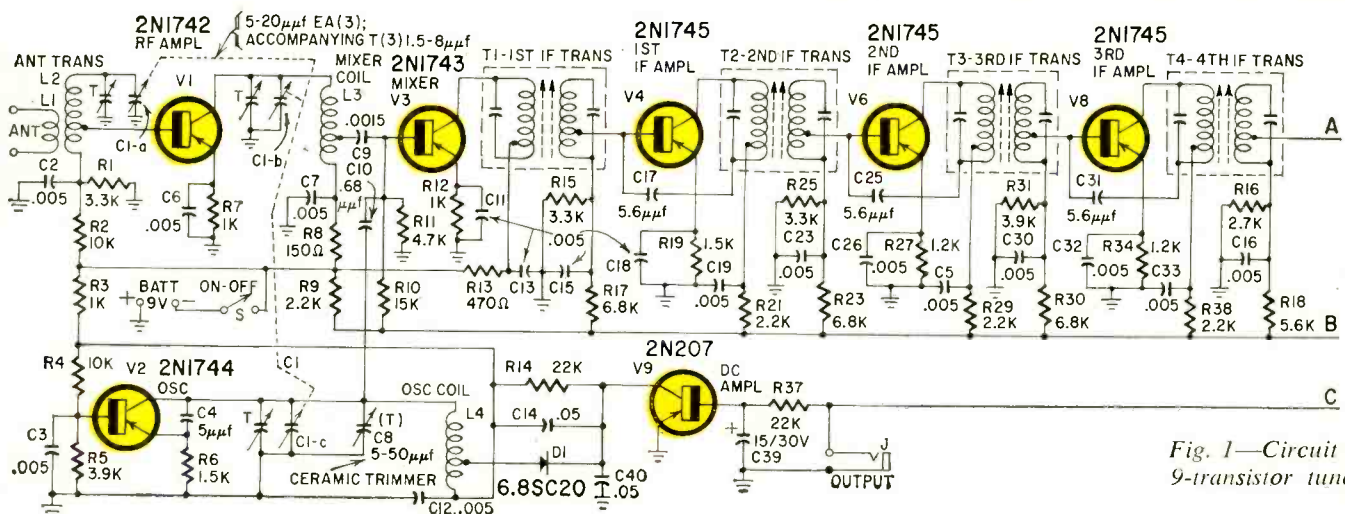 2N1742
RF AMPL
5-20μμf EA(3);
ACCOMPANYING T(3)1.5-8μμf
2N1745
1ST
IF AMPL
2N1745
2ND
IF AMPL
2N1745
3RD
IF AMPL
ANT TRANS
L2
L1
ANT
T
C1-a
V1
T
C1-b
MIXER
COIL
L3
2N1743
MIXER
V3
T1-1ST IF TRANS
V4
T2-2ND IF TRANS
V6
T3-3RD IF TRANS
V8
T4-4TH IF TRANS
A
C2
.005
R1
3.3K
C6
.005
R7
1K
C7
.005
.0015
C9
C10
.68
μμf
R12
1K
R11
4.7K
C11
R15
3.3K
.005
C17
5.6μμf
R25
3.3K
C23
.005
C25
5.6μμf
R31
3.9K
C30
.005
C31
5.6μμf
R16
2.7K
C16
.005
R2
10K
R8
150Ω
R13
470Ω
C13
C15
C18
R19
1.5K
C19
.005
C26
.005
R27
1.2K
C5
.005
C32
.005
R34
1.2K
C33
.005
R3
1K
BATT
+ 9V -
ON-OFF
S
R9
2.2K
R10
15K
R17
6.8K
R21
2.2K
R23
6.8K
R29
2.2K
R30
6.8K
R38
2.2K
R18
5.6K
B
R4
10K
V2
2N1744
OSC
C1
OSC COIL
R14
22K
2N207
V9
DC
AMPL
R37
22K
C
C3
.005
R5
3.9K
C4
5μμf
R6
1.5K
T
C1-c
(T)
C8
5-50μμf
CERAMIC TRIMMER
L4
C14
.05
D1
6.8SC20
C12.005
C40
.05
+
15/30V
C39
J
OUTPUT
Fig. 1—Circuit
9-transistor tun